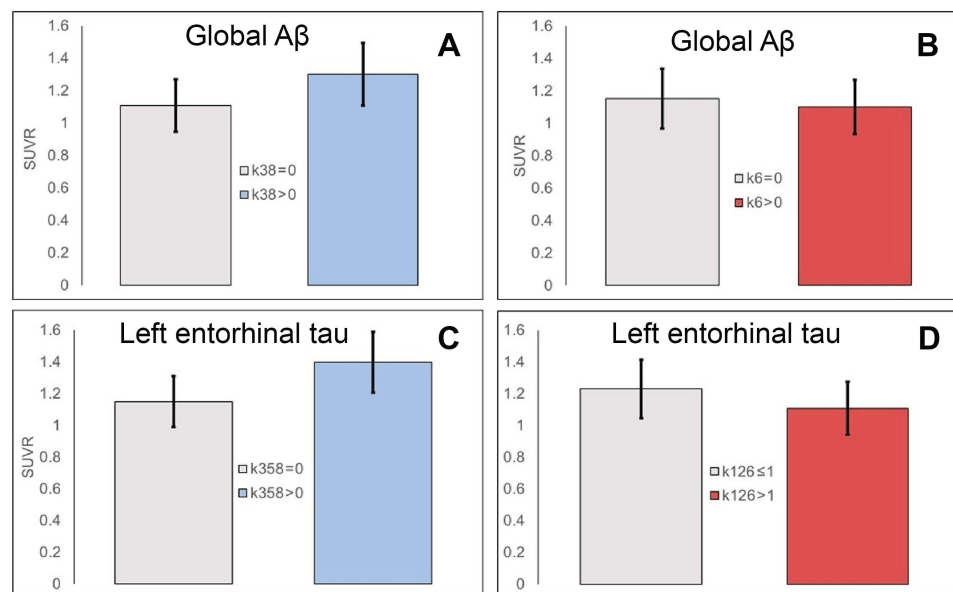 Global Aβ
A
1.6
1.4
1.2
1
0.8
0.6
0.4
0.2
0
SUVR
k38=0
k38>0
Global Aβ
B
1.6
1.4
1.2
1
0.8
0.6
0.4
0.2
0
SUVR
k6=0
k6>0
Left entorhinal tau
C
1.6
1.4
1.2
1
0.8
0.6
0.4
0.2
0
SUVR
k358=0
k358>0
Left entorhinal tau
D
1.6
1.4
1.2
1
0.8
0.6
0.4
0.2
0
k126≤1
k126>1